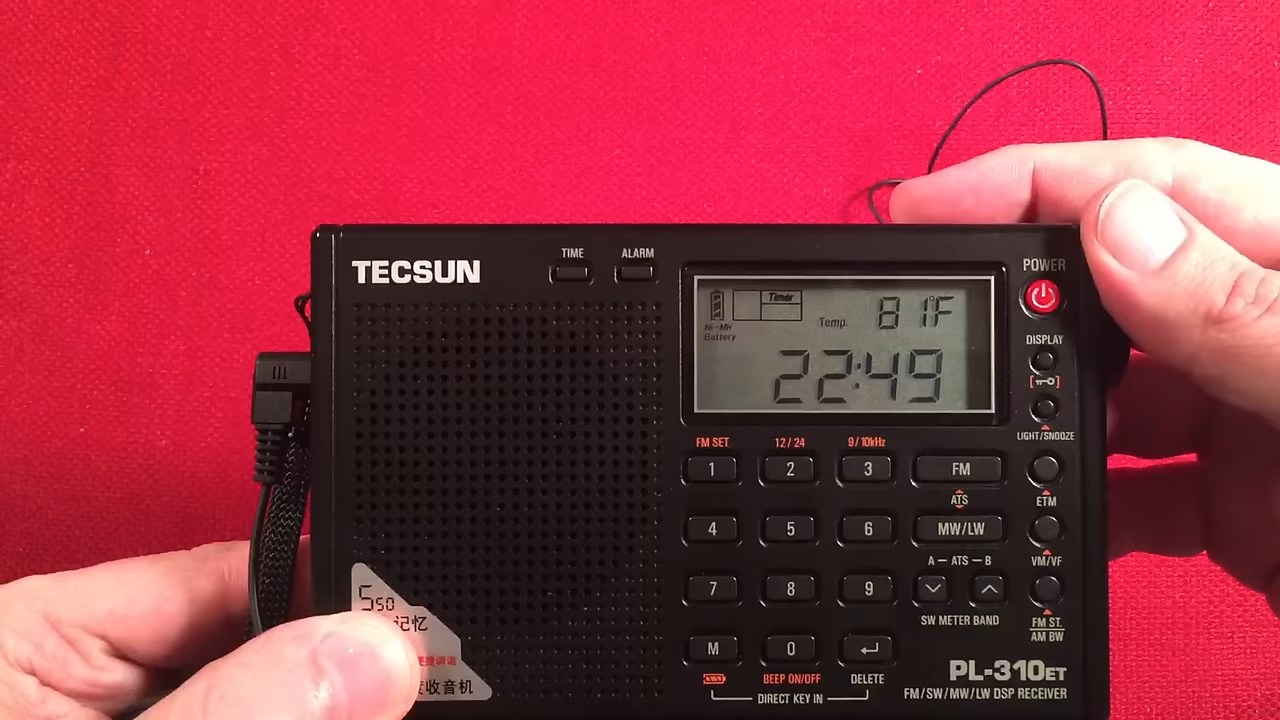 TECSUN
TIME
ALARM
POWER
Timer
Ni-MH
Battery
Temp.
81°F
22:49
DISPLAY
LIGHT/SNOOZE
FM SET
12/24
9/10kHz
1
2
3
FM
ATS
ETM
4
5
6
MW/LW
A — ATS — B
VM/VF
7
8
9
SW METER BAND
FM ST.
AM BW
M
0
BEEP ON/OFF
DELETE
DIRECT KEY IN
PL-310ET
FM/SW/MW/LW DSP RECEIVER
550
记忆
收音机